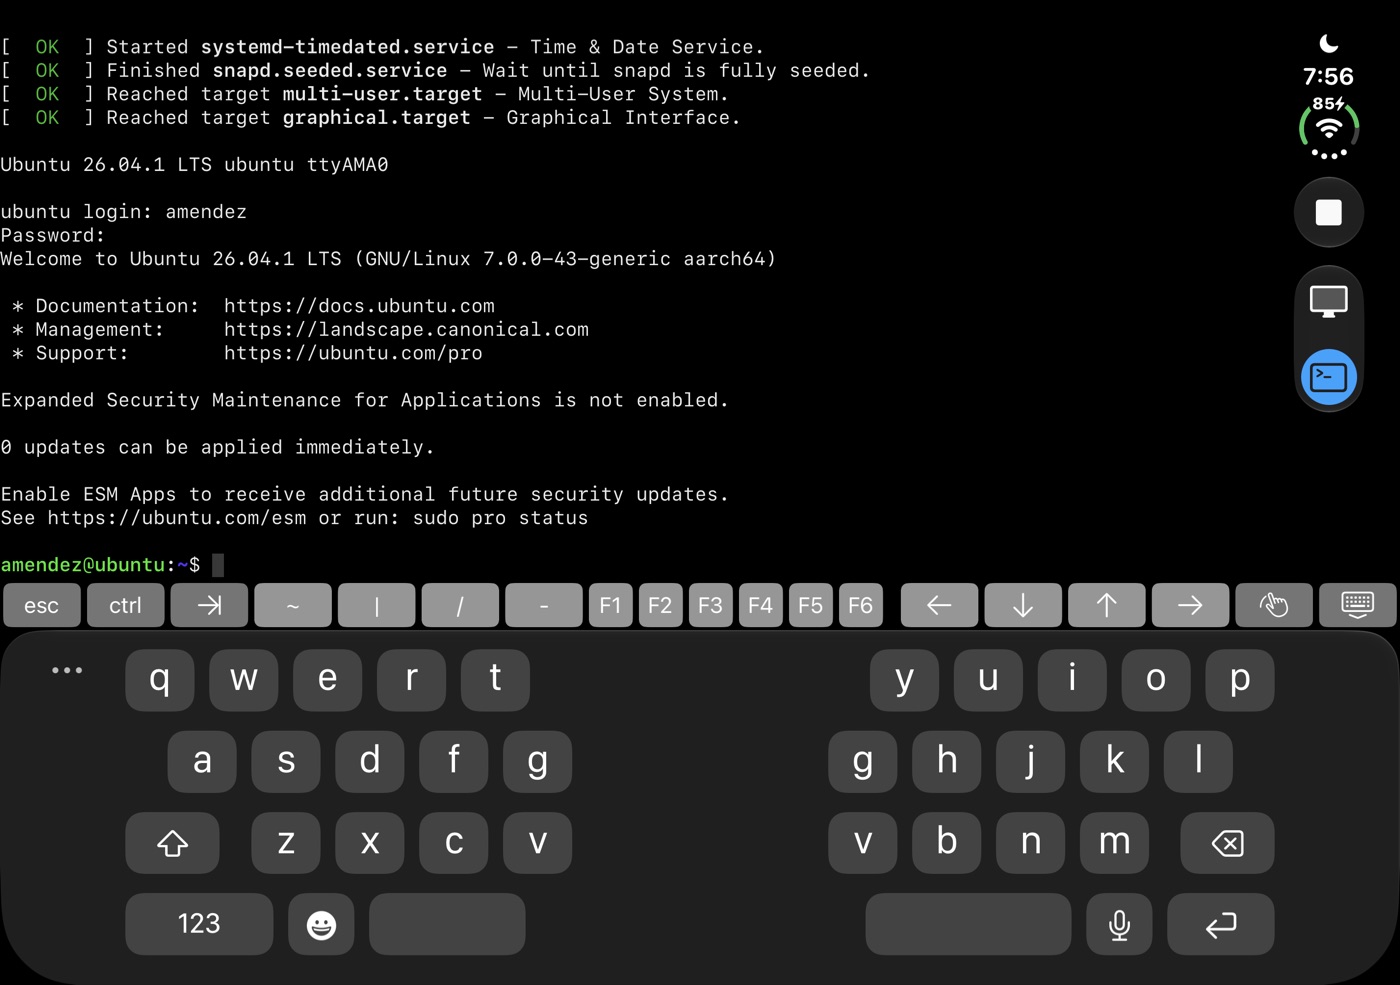 [  OK  ] Started systemd-timedated.service – Time & Date Service.
[  OK  ] Finished snapd.seeded.service – Wait until snapd is fully seeded.
[  OK  ] Reached target multi-user.target – Multi-User System.
[  OK  ] Reached target graphical.target – Graphical Interface.
Ubuntu 26.04.1 LTS ubuntu ttyAMA0
ubuntu login: amendez
Password:
Welcome to Ubuntu 26.04.1 LTS (GNU/Linux 7.0.0-43-generic aarch64)
 * Documentation:  https://docs.ubuntu.com
 * Management:     https://landscape.canonical.com
 * Support:        https://ubuntu.com/pro
Expanded Security Maintenance for Applications is not enabled.
0 updates can be applied immediately.
Enable ESM Apps to receive additional future security updates.
See https://ubuntu.com/esm or run: sudo pro status
amendez@ubuntu:~$
7:56
85
esc ctrl ~ | / - F1 F2 F3 F4 F5 F6
q w e r t y u i o p
a s d f g g h j k l
z x c v v b n m
123